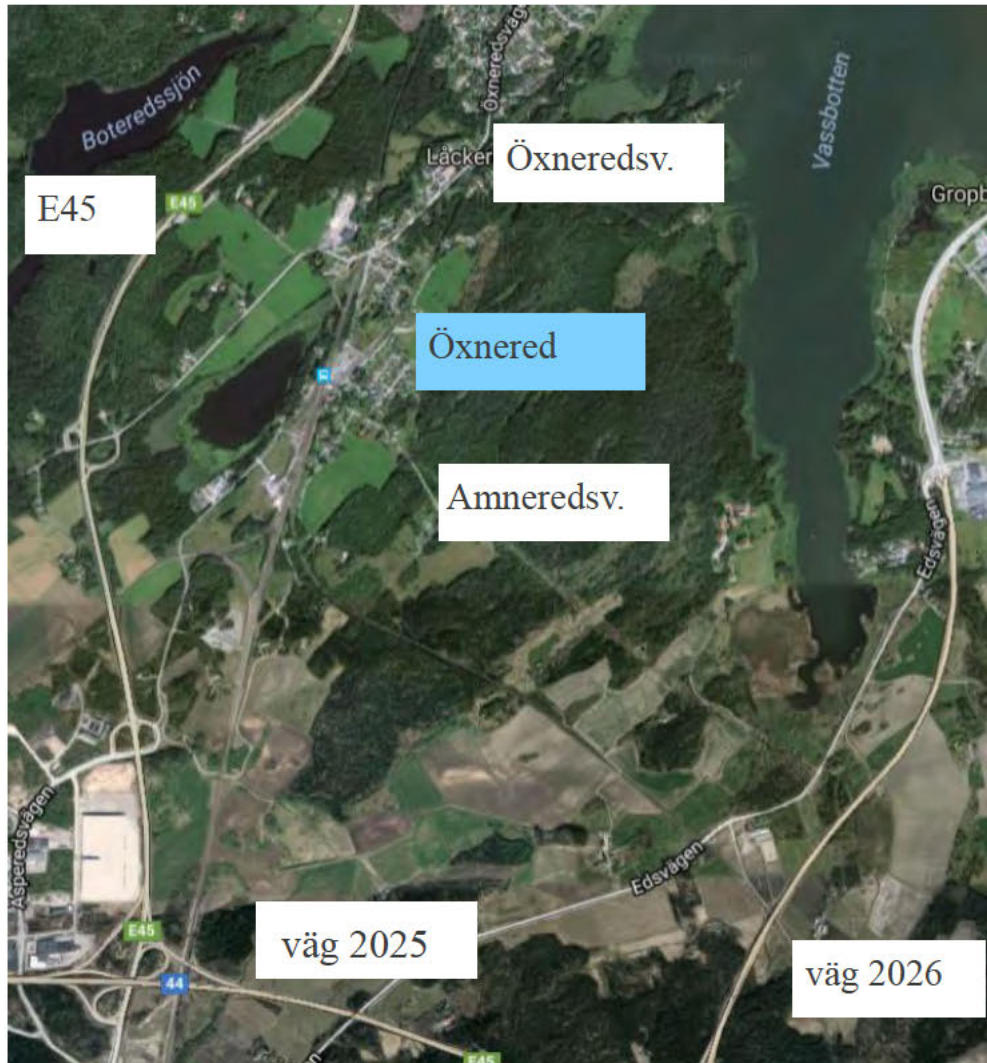 Öxneredsväg
Boteredssjön
Vassbotten
Låcker
Öxneredsv.
E45
E45
Gropb
Öxnered
Amneredsv.
Edsvägen
Asperedsvägen
Edsvägen
E45
väg 2025
väg 2026
44
E45